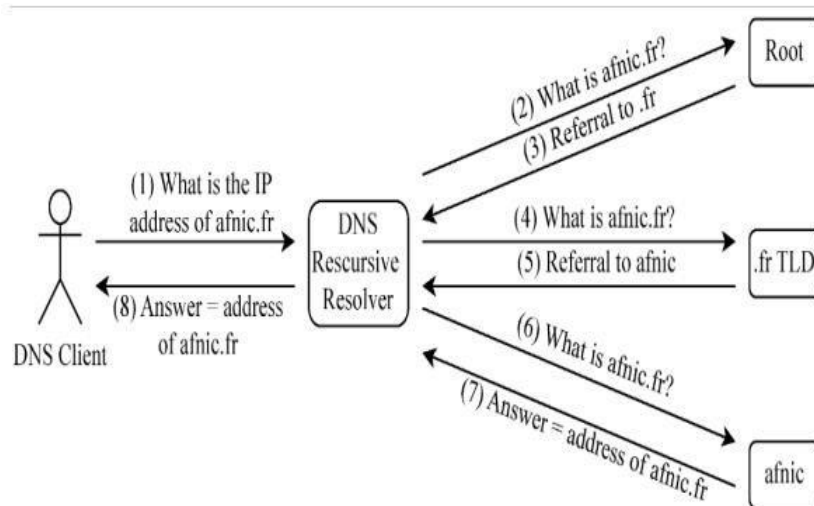 (1) What is the IP
address of afnic.fr
(8) Answer = address
of afnic.fr
DNS Client
DNS
Rescursive
Resolver
(2) What is afnic.fr?
(3) Referral to .fr
(4) What is afnic.fr?
(5) Referral to afnic
(6) What is afnic.fr?
(7) Answer = address of afnic.fr
Root
.fr TLD
afnic